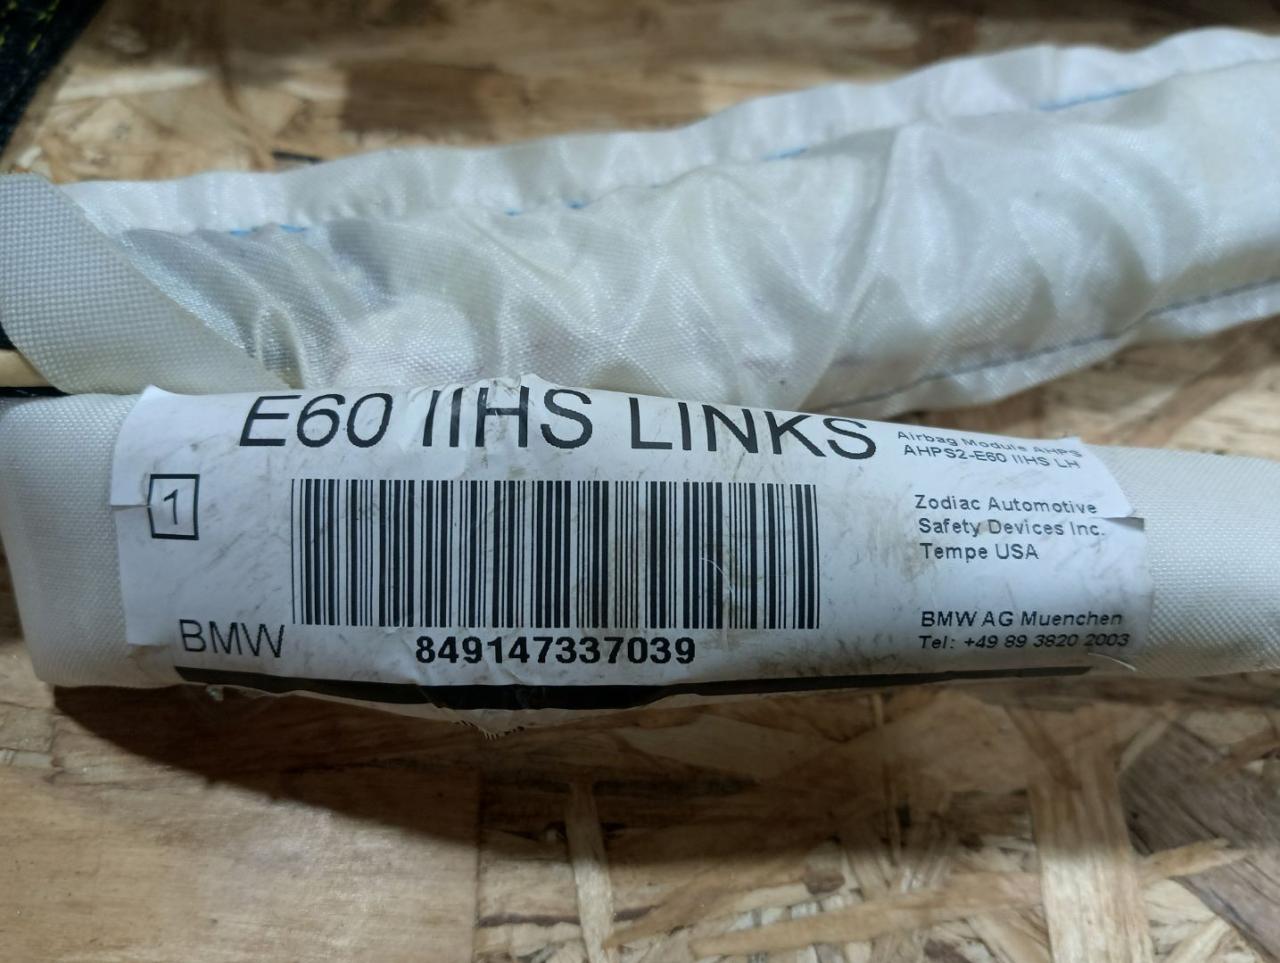 E60 IIHS LINKS
Airbag Module AHPS
AHPS2-E60 IIHS LH
1
Zodiac Automotive
Safety Devices Inc.
Tempe USA
BMW
849147337039
BMW AG Muenchen
Tel: +49 89 3820 2003